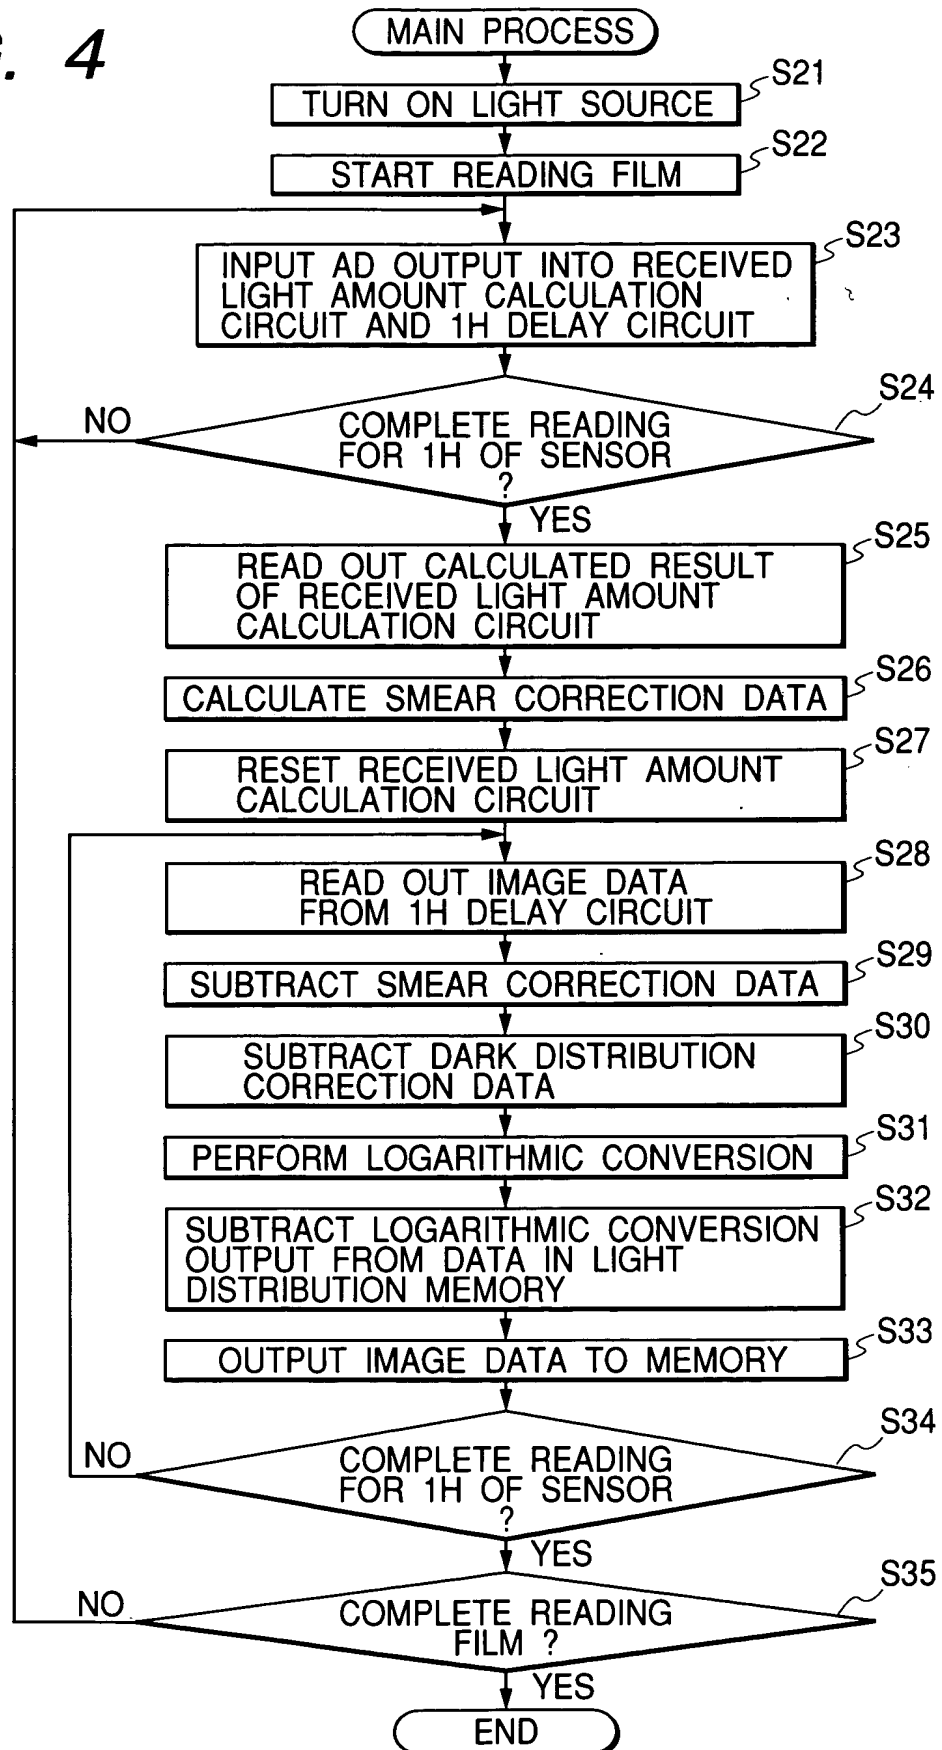 G. 4
MAIN PROCESS
S21
TURN ON LIGHT SOURCE
S22
START READING FILM
S23
INPUT AD OUTPUT INTO RECEIVED
LIGHT AMOUNT CALCULATION
CIRCUIT AND 1H DELAY CIRCUIT
S24
NO
COMPLETE READING
FOR 1H OF SENSOR
?
YES
S25
READ OUT CALCULATED RESULT
OF RECEIVED LIGHT AMOUNT
CALCULATION CIRCUIT
S26
CALCULATE SMEAR CORRECTION DATA
S27
RESET RECEIVED LIGHT AMOUNT
CALCULATION CIRCUIT
S28
READ OUT IMAGE DATA
FROM 1H DELAY CIRCUIT
S29
SUBTRACT SMEAR CORRECTION DATA
S30
SUBTRACT DARK DISTRIBUTION
CORRECTION DATA
S31
PERFORM LOGARITHMIC CONVERSION
S32
SUBTRACT LOGARITHMIC CONVERSION
OUTPUT FROM DATA IN LIGHT
DISTRIBUTION MEMORY
S33
OUTPUT IMAGE DATA TO MEMORY
S34
NO
COMPLETE READING
FOR 1H OF SENSOR
?
YES
S35
NO
COMPLETE READING
FILM ?
YES
END